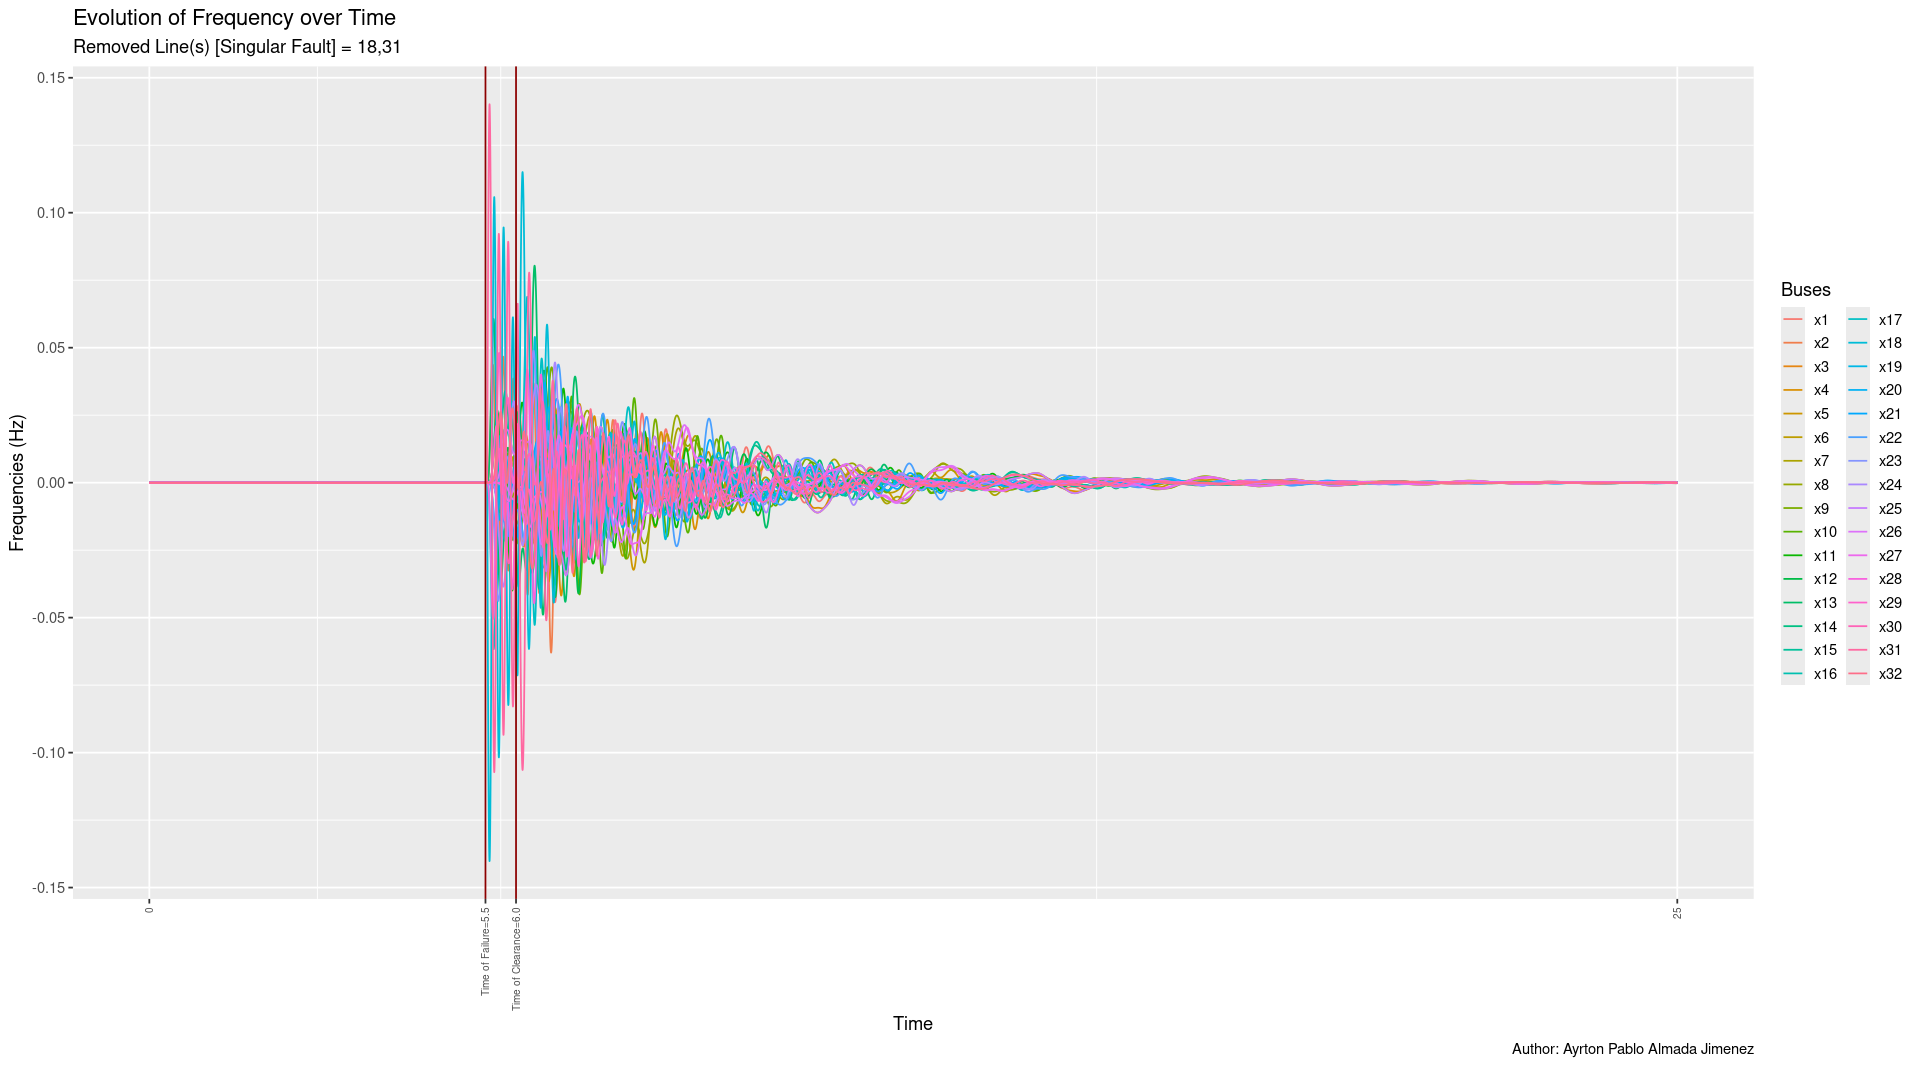 Evolution of Frequency over Time
Removed Line(s) [Singular Fault] = 18,31
0.15
0.10
0.05
0.00
-0.05
-0.10
-0.15
Frequencies (Hz)
0
Time of Failure=5.5
Time of Clearance=6.0
25
Time
Buses
x1
x2
x3
x4
x5
x6
x7
x8
x9
x10
x11
x12
x13
x14
x15
x16
x17
x18
x19
x20
x21
x22
x23
x24
x25
x26
x27
x28
x29
x30
x31
x32
Author: Ayrton Pablo Almada Jimenez